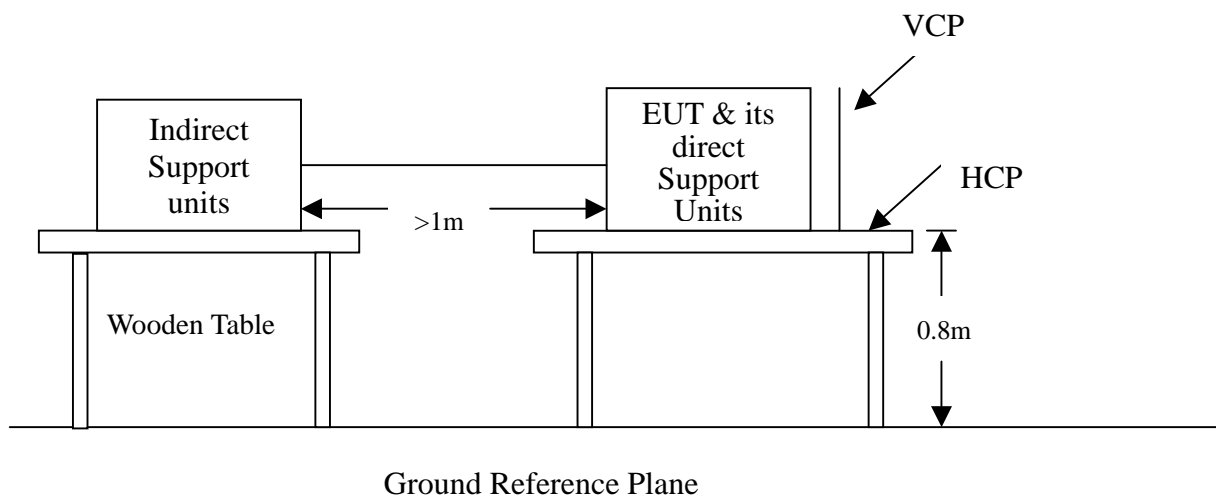 VCP
Indirect
Support
units
EUT & its
direct
Support
Units
HCP
>1m
Wooden Table
0.8m
Ground Reference Plane